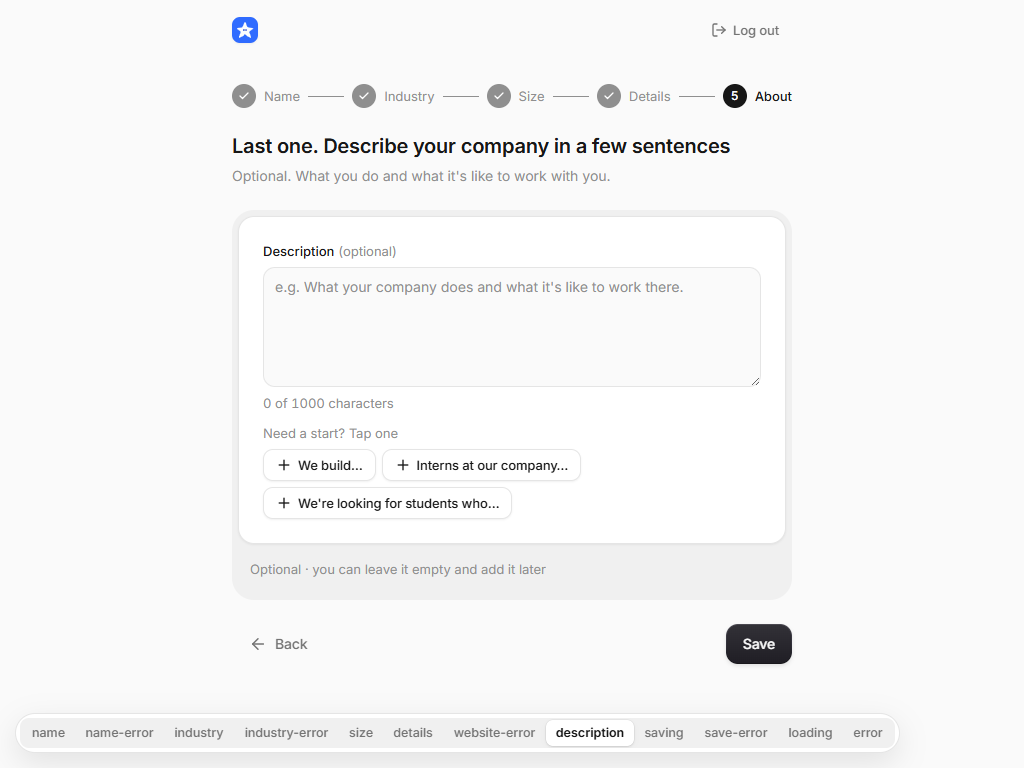 Log out
Name
Industry
Size
Details
5 About
Last one. Describe your company in a few sentences
Optional. What you do and what it's like to work with you.
Description (optional)
e.g. What your company does and what it's like to work there.
0 of 1000 characters
Need a start? Tap one
We build...
Interns at our company...
We're looking for students who...
Optional · you can leave it empty and add it later
Back
Save
name name-error industry industry-error size details website-error description saving save-error loading error